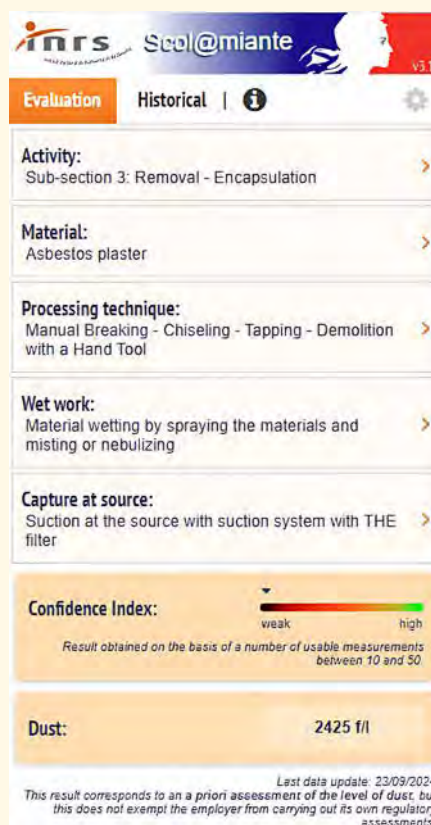 inrs Scol@miante
v3.1
Evaluation Historical | i
Activity:
Sub-section 3: Removal - Encapsulation
Material:
Asbestos plaster
Processing technique:
Manual Breaking - Chiseling - Tapping - Demolition
with a Hand Tool
Wet work:
Material wetting by spraying the materials and
misting or nebulizing
Capture at source:
Suction at the source with suction system with THE
filter
Confidence Index:
weak high
Result obtained on the basis of a number of usable measurements
between 10 and 50.
Dust: 2425 f/l
Last data update: 23/09/2024
This result corresponds to an a priori assessment of the level of dust, but
this does not exempt the employer from carrying out its own regulatory
assessments